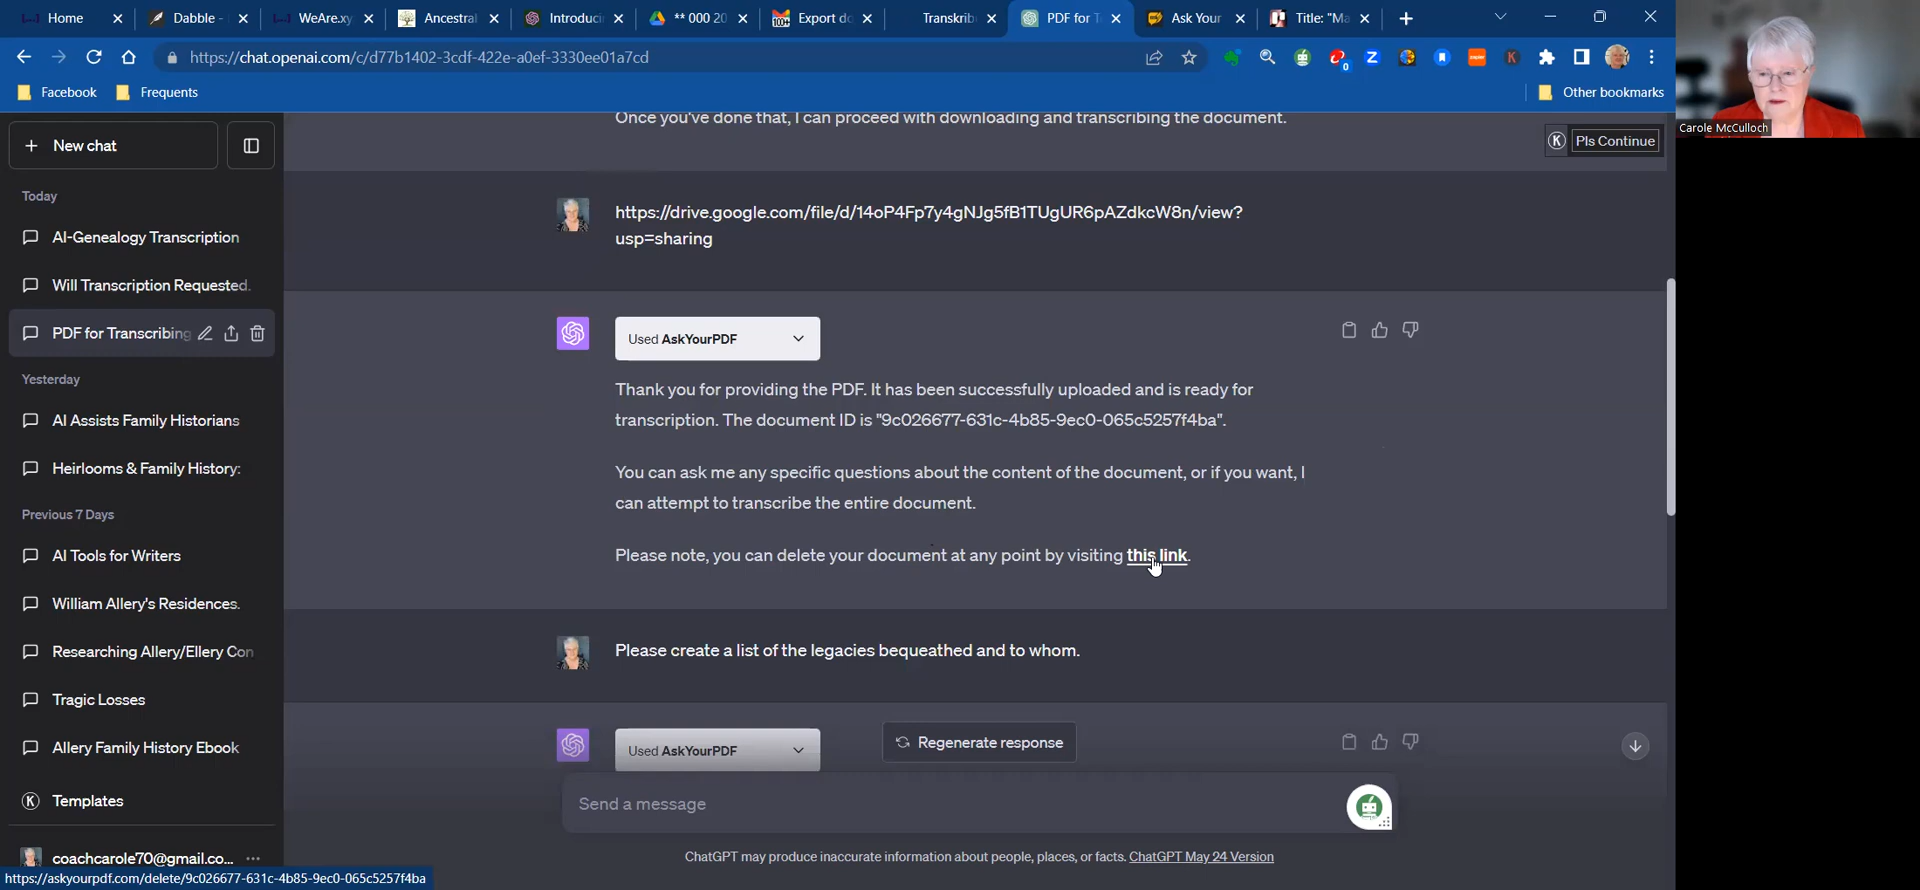 Home
Dabble -
WeAre.xy
Ancestral
Introducin
** 000 20
Export do
Transkrib
PDF for T
Ask Your
Title: "Ma
https://chat.openai.com/c/d77b1402-3cdf-422e-a0ef-3330ee01a7cd
Facebook
Frequents
Other bookmarks
Carole McCulloch
New chat
Today
AI-Genealogy Transcription
Will Transcription Requested.
PDF for Transcribing
Yesterday
AI Assists Family Historians
Heirlooms & Family History:
Previous 7 Days
AI Tools for Writers
William Allery's Residences.
Researching Allery/Ellery Con
Tragic Losses
Allery Family History Ebook
Templates
coachcarole70@gmail.co... ...
https://askyourpdf.com/delete/9c026677-631c-4b85-9ec0-065c5257f4ba
Once you've done that, I can proceed with downloading and transcribing the document.
K Pls Continue
https://drive.google.com/file/d/14oP4Fp7y4gNJg5fB1TUgUR6pAZdkcW8n/view?
usp=sharing
Used AskYourPDF
Thank you for providing the PDF. It has been successfully uploaded and is ready for
transcription. The document ID is "9c026677-631c-4b85-9ec0-065c5257f4ba".
You can ask me any specific questions about the content of the document, or if you want, I
can attempt to transcribe the entire document.
Please note, you can delete your document at any point by visiting this link.
Please create a list of the legacies bequeathed and to whom.
Used AskYourPDF
Regenerate response
Send a message
ChatGPT may produce inaccurate information about people, places, or facts. ChatGPT May 24 Version